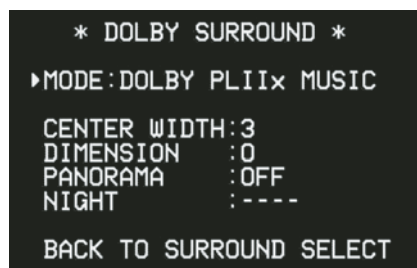 * DOLBY SURROUND *
▸MODE:DOLBY PLIIx MUSIC
CENTER WIDTH:3
DIMENSION :0
PANORAMA :OFF
NIGHT :----
BACK TO SURROUND SELECT